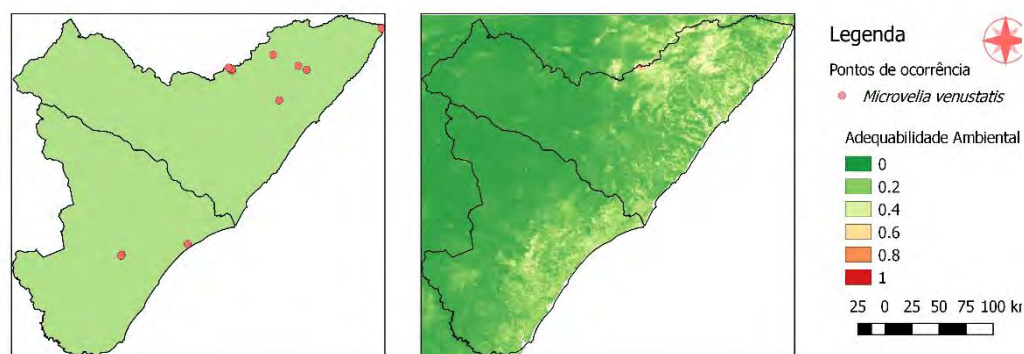 Legenda
Pontos de ocorrência
Microvelia venustatis
Adequabilidade Ambiental
0
0.2
0.4
0.6
0.8
1
25 0 25 50 75 100 km